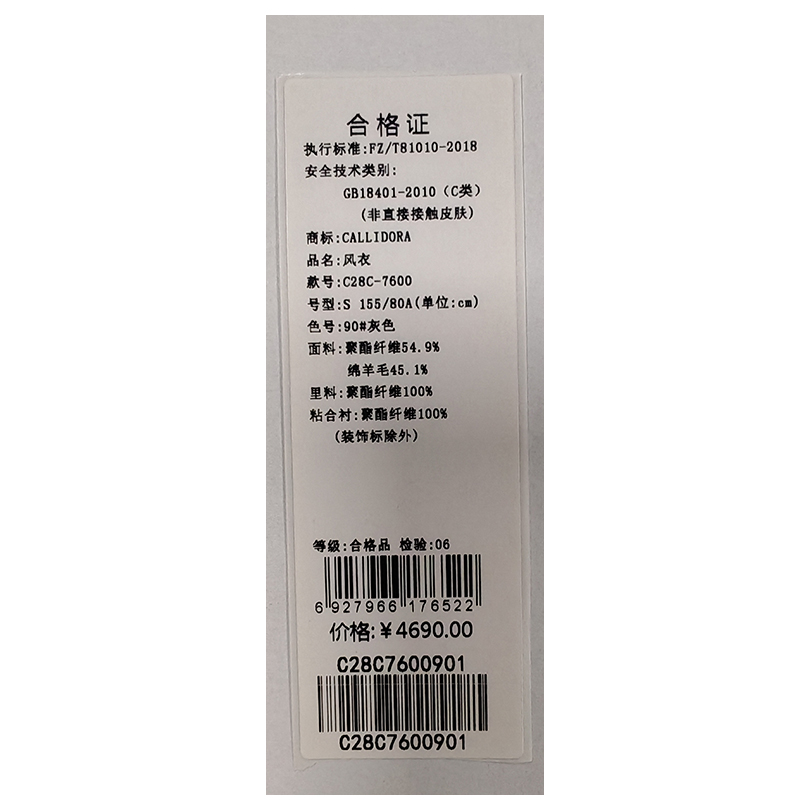 合格证
执行标准:FZ/T81010-2018
安全技术类别:
GB18401-2010（C类）
(非直接接触皮肤)
商标:CALLIDORA
品名:风衣
款号:C28C-7600
号型:S 155/80A(单位:cm)
色号:90#灰色
面料:聚酯纤维54.9%
绵羊毛45.1%
里料:聚酯纤维100%
粘合衬:聚酯纤维100%
(装饰标除外)
等级:合格品 检验:06
6 927966 176522
价格:¥4690.00
C28C7600901
C28C7600901